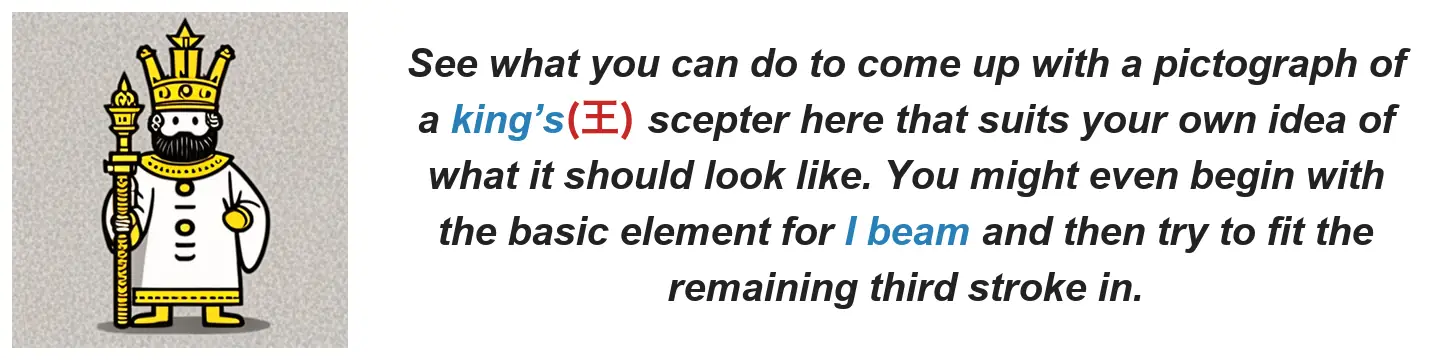 See what you can do to come up with a pictograph of
a king’s(王) scepter here that suits your own idea of
what it should look like. You might even begin with
the basic element for I beam and then try to fit the
remaining third stroke in.